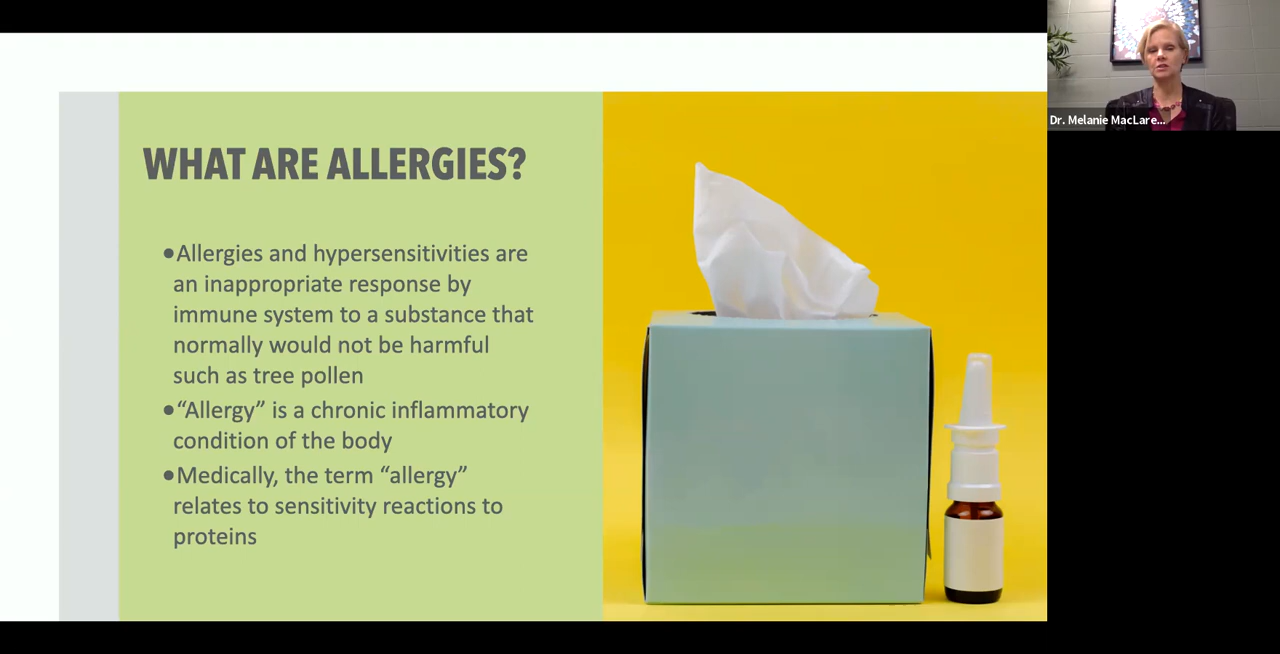 WHAT ARE ALLERGIES?
●Allergies and hypersensitivities are
an inappropriate response by
immune system to a substance that
normally would not be harmful
such as tree pollen
●“Allergy” is a chronic inflammatory
condition of the body
●Medically, the term “allergy”
relates to sensitivity reactions to
proteins
Dr. Melanie MacLare...